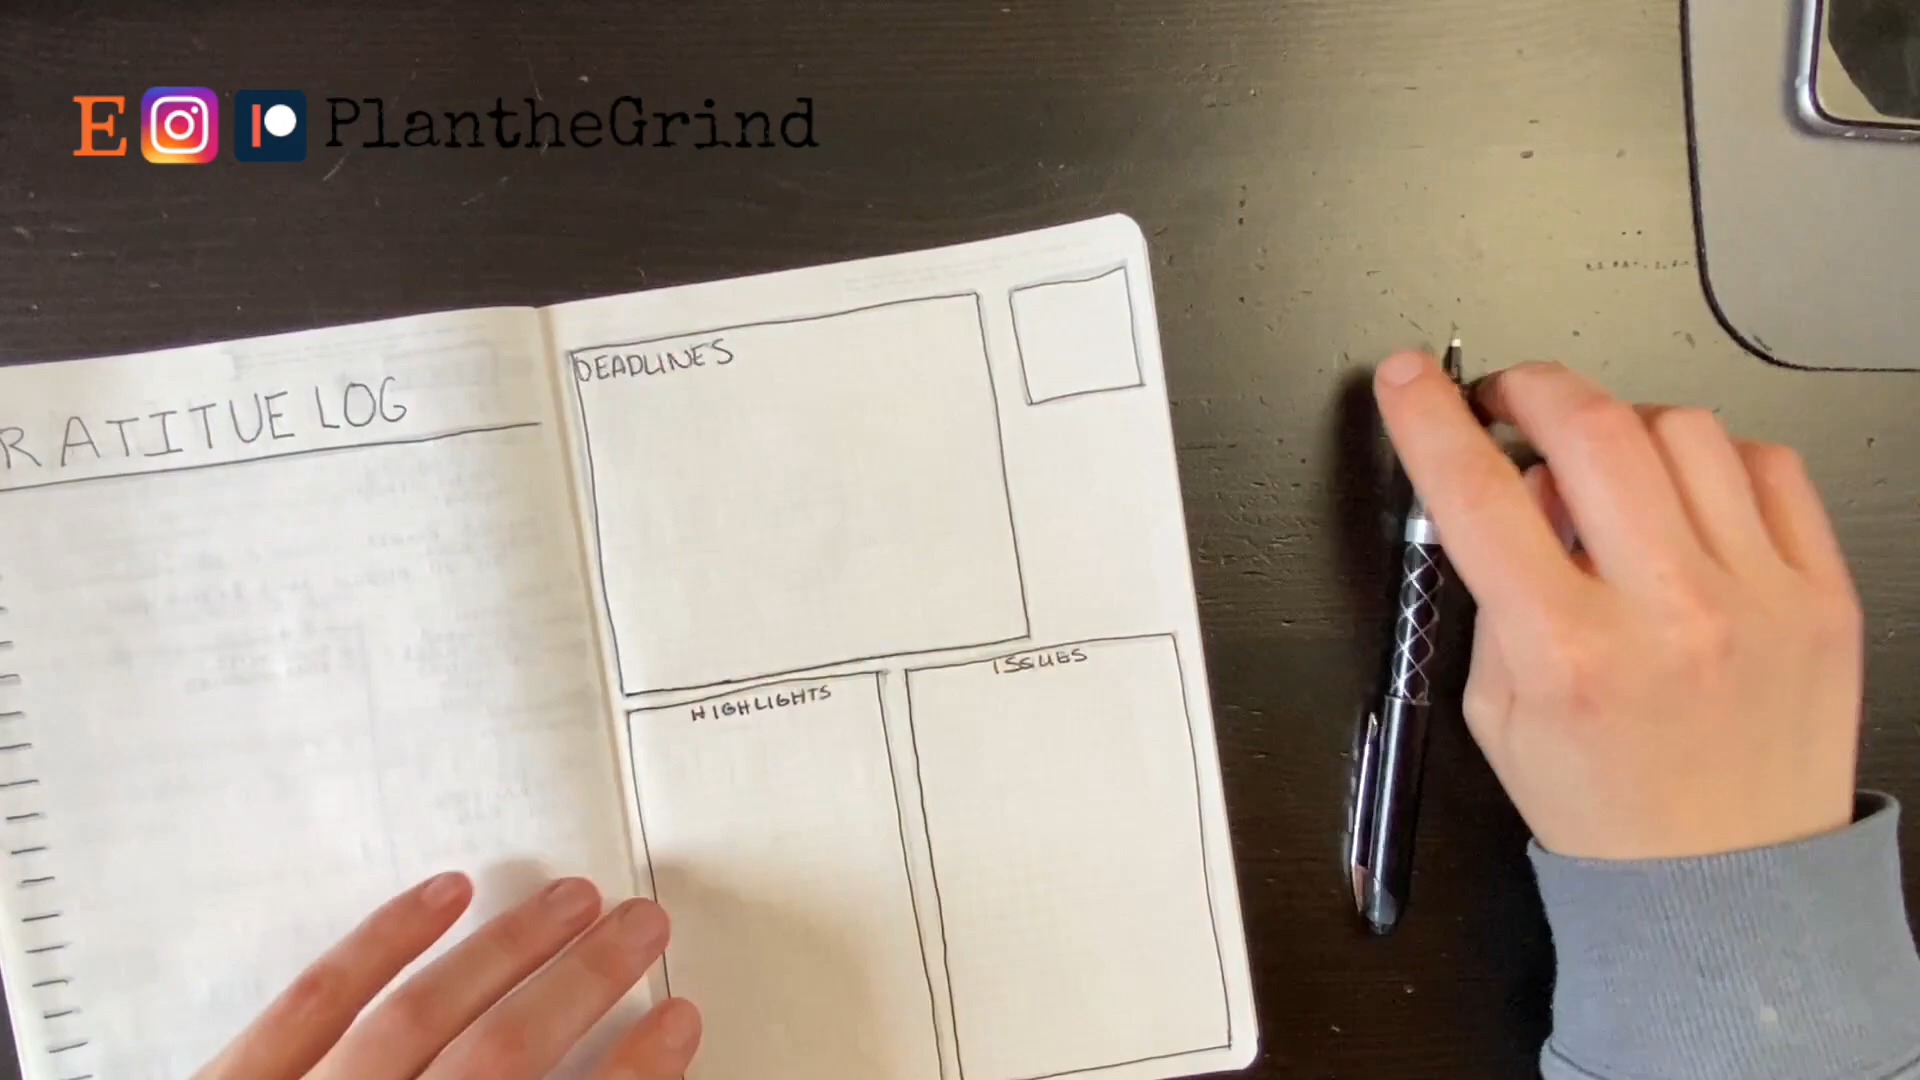 E PlantheGrind
RATITUE LOG
DEADLINES
HIGHLIGHTS
ISSUES